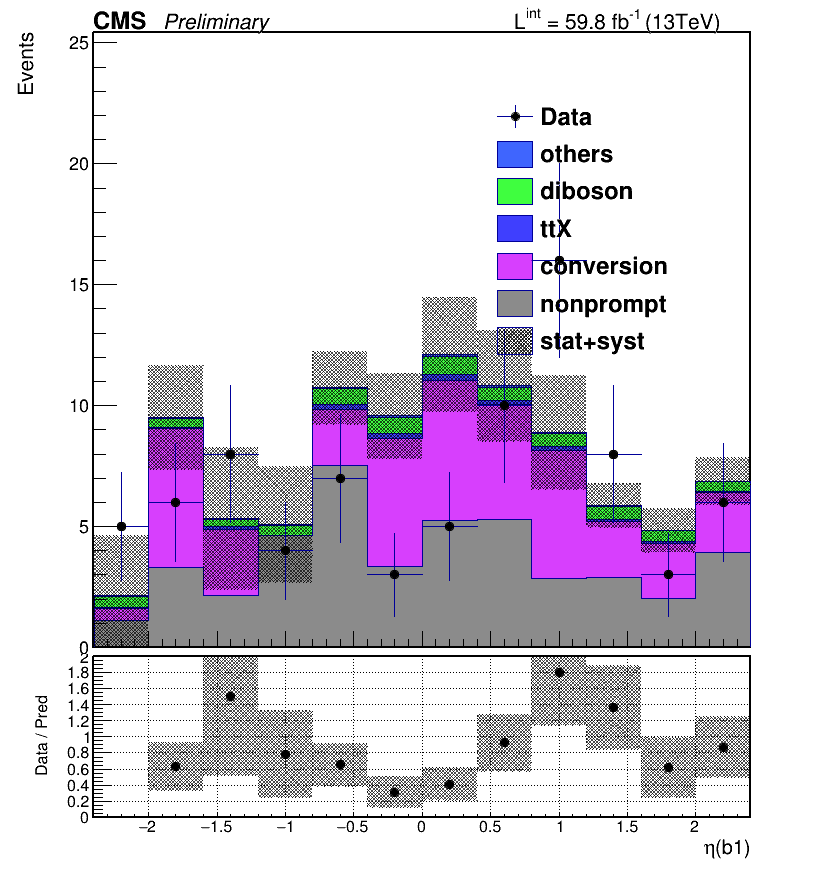 CMS Preliminary L^int = 59.8 fb^-1 (13TeV)
Events
25
20
15
10
5
0
Data
others
diboson
ttX
conversion
nonprompt
stat+syst
Data / Pred
2
1.8
1.6
1.4
1.2
1
0.8
0.6
0.4
0.2
0
−2 −1.5 −1 −0.5 0 0.5 1 1.5 2
η(b1)